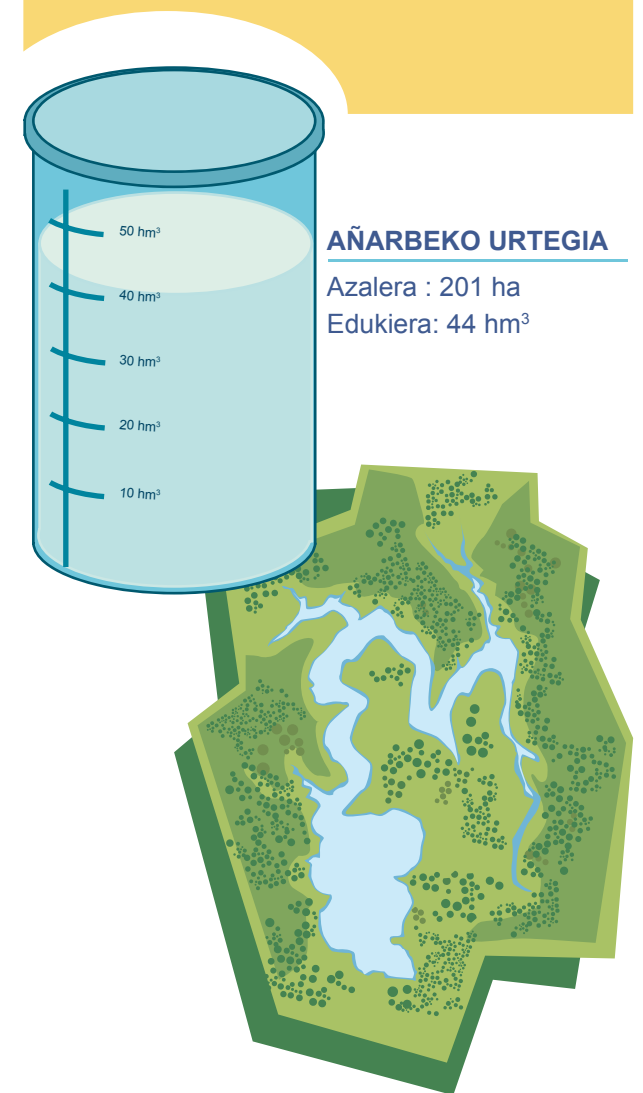 50 hm³
40 hm³
30 hm³
20 hm³
10 hm³
AÑARBEKO URTEGIA
Azalera : 201 ha
Edukiera: 44 hm³